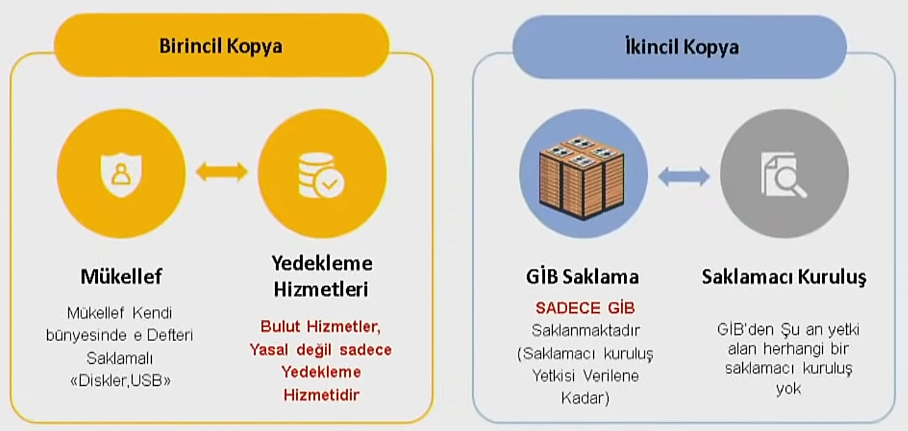 Birincil Kopya
Mükellef
Mükellef Kendi
bünyesinde e Defteri
Saklamalı
«Diskler,USB»
Yedekleme
Hizmetleri
Bulut Hizmetler,
Yasal değil sadece
Yedekleme
Hizmetidir
İkincil Kopya
GİB Saklama
SADECE GİB
Saklanmaktadır
(Saklamacı kuruluş
Yetkisi Verilene
Kadar)
Saklamacı Kuruluş
GİB'den Şu an yetki
alan herhangi bir
saklamacı kuruluş
yok